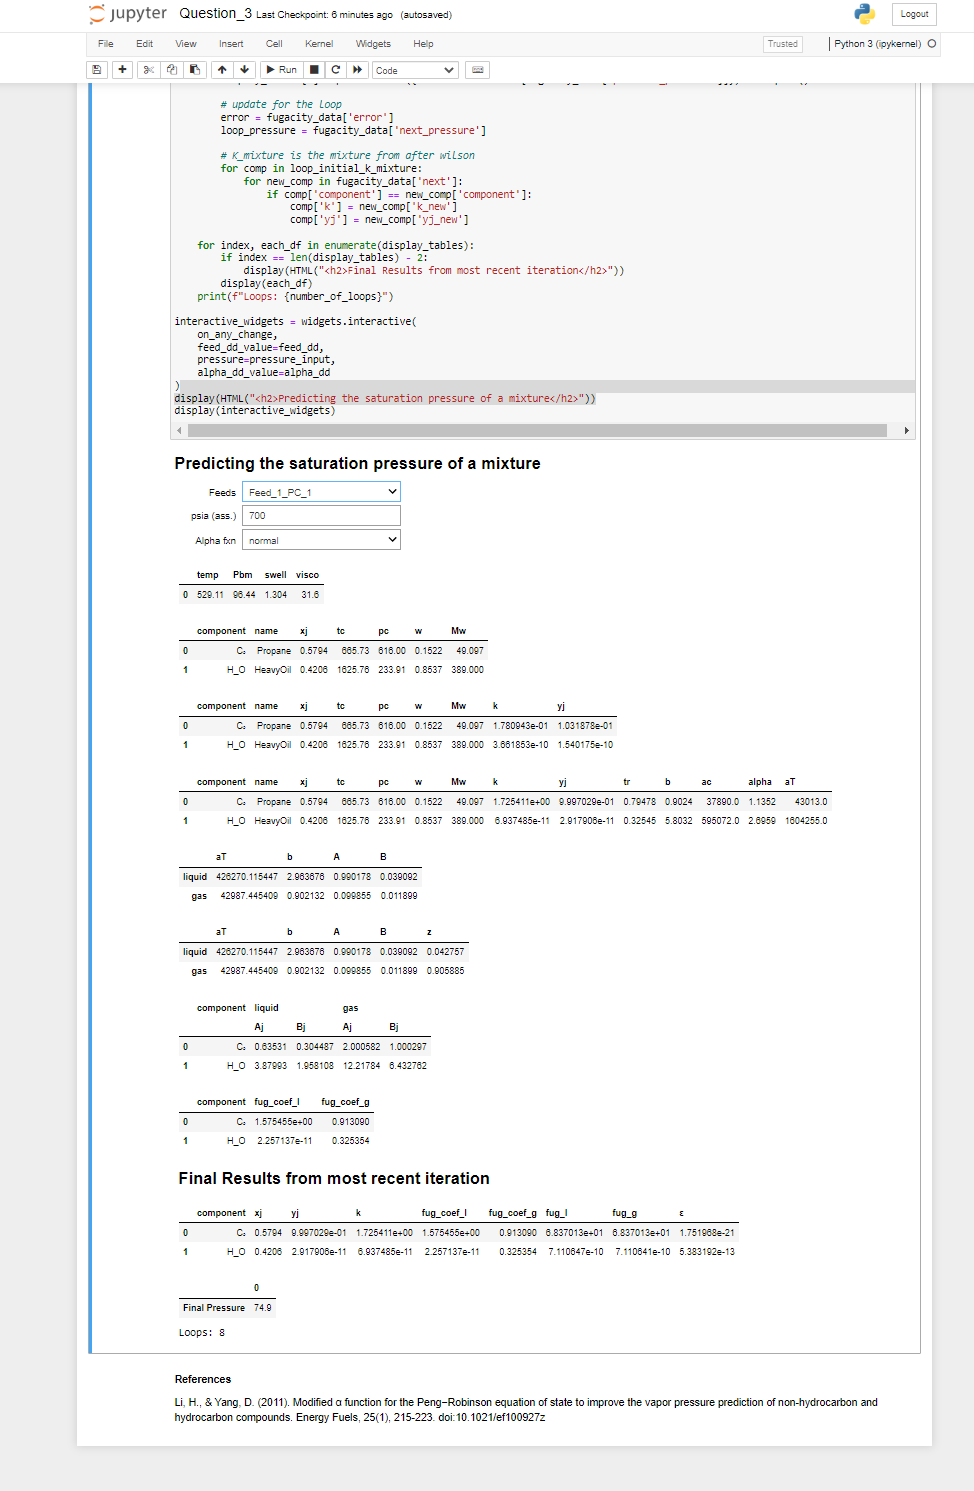 jupyter Question_3 Last Checkpoint: 6 minutes ago (autosaved)
Logout
File Edit View Insert Cell Kernel Widgets Help
Trusted Python 3 (ipykernel)
Run Code
# update for the loop
error = fugacity_data['error']
loop_pressure = fugacity_data['next_pressure']
# K_mixture is the mixture from after wilson
for comp in loop_initial_k_mixture:
for new_comp in fugacity_data['next']:
if comp['component'] == new_comp['component']:
comp['k'] = new_comp['k_new']
comp['yj'] = new_comp['yj_new']
for index, each_df in enumerate(display_tables):
if index == len(display_tables) - 2:
display(HTML("<h2>Final Results from most recent iteration</h2>"))
display(each_df)
print(f"Loops: {number_of_loops}")
interactive_widgets = widgets.interactive(
on_any_change,
feed_dd_value=feed_dd,
pressure=pressure_input,
alpha_dd_value=alpha_dd
)
display(HTML("<h2>Predicting the saturation pressure of a mixture</h2>"))
display(interactive_widgets)
Predicting the saturation pressure of a mixture
Feeds Feed_1_PC_1
psia (ass.) 700
Alpha fxn normal
temp Pbm swell visco
0 529.11 96.44 1.304 31.6
component name xj tc pc w Mw
0 C₃ Propane 0.5794 665.73 616.00 0.1522 49.097
1 H_O HeavyOil 0.4206 1625.76 233.91 0.8537 389.000
component name xj tc pc w Mw k yj
0 C₃ Propane 0.5794 665.73 616.00 0.1522 49.097 1.780943e-01 1.031878e-01
1 H_O HeavyOil 0.4206 1625.76 233.91 0.8537 389.000 3.661853e-10 1.540175e-10
component name xj tc pc w Mw k yj tr b ac alpha aT
0 C₃ Propane 0.5794 665.73 616.00 0.1522 49.097 1.725411e+00 9.997029e-01 0.79478 0.9024 37890.0 1.1352 43013.0
1 H_O HeavyOil 0.4206 1625.76 233.91 0.8537 389.000 6.937485e-11 2.917906e-11 0.32545 5.8032 595072.0 2.6959 1604255.0
aT b A B
liquid 426270.115447 2.963676 0.990178 0.039092
gas 42987.445409 0.902132 0.099855 0.011899
aT b A B z
liquid 426270.115447 2.963676 0.990178 0.039092 0.042757
gas 42987.445409 0.902132 0.099855 0.011899 0.905885
component liquid gas
Aj Bj Aj Bj
0 C₃ 0.63531 0.304487 2.000582 1.000297
1 H_O 3.87993 1.958108 12.21784 6.432762
component fug_coef_l fug_coef_g
0 C₃ 1.575455e+00 0.913090
1 H_O 2.257137e-11 0.325354
Final Results from most recent iteration
component xj yj k fug_coef_l fug_coef_g fug_l fug_g ε
0 C₃ 0.5794 9.997029e-01 1.725411e+00 1.575455e+00 0.913090 6.837013e+01 6.837013e+01 1.751968e-21
1 H_O 0.4206 2.917906e-11 6.937485e-11 2.257137e-11 0.325354 7.110647e-10 7.110641e-10 5.383192e-13
0
Final Pressure 74.9
Loops: 8
References
Li, H., & Yang, D. (2011). Modified α function for the Peng−Robinson equation of state to improve the vapor pressure prediction of non-hydrocarbon and
hydrocarbon compounds. Energy Fuels, 25(1), 215-223. doi:10.1021/ef100927z